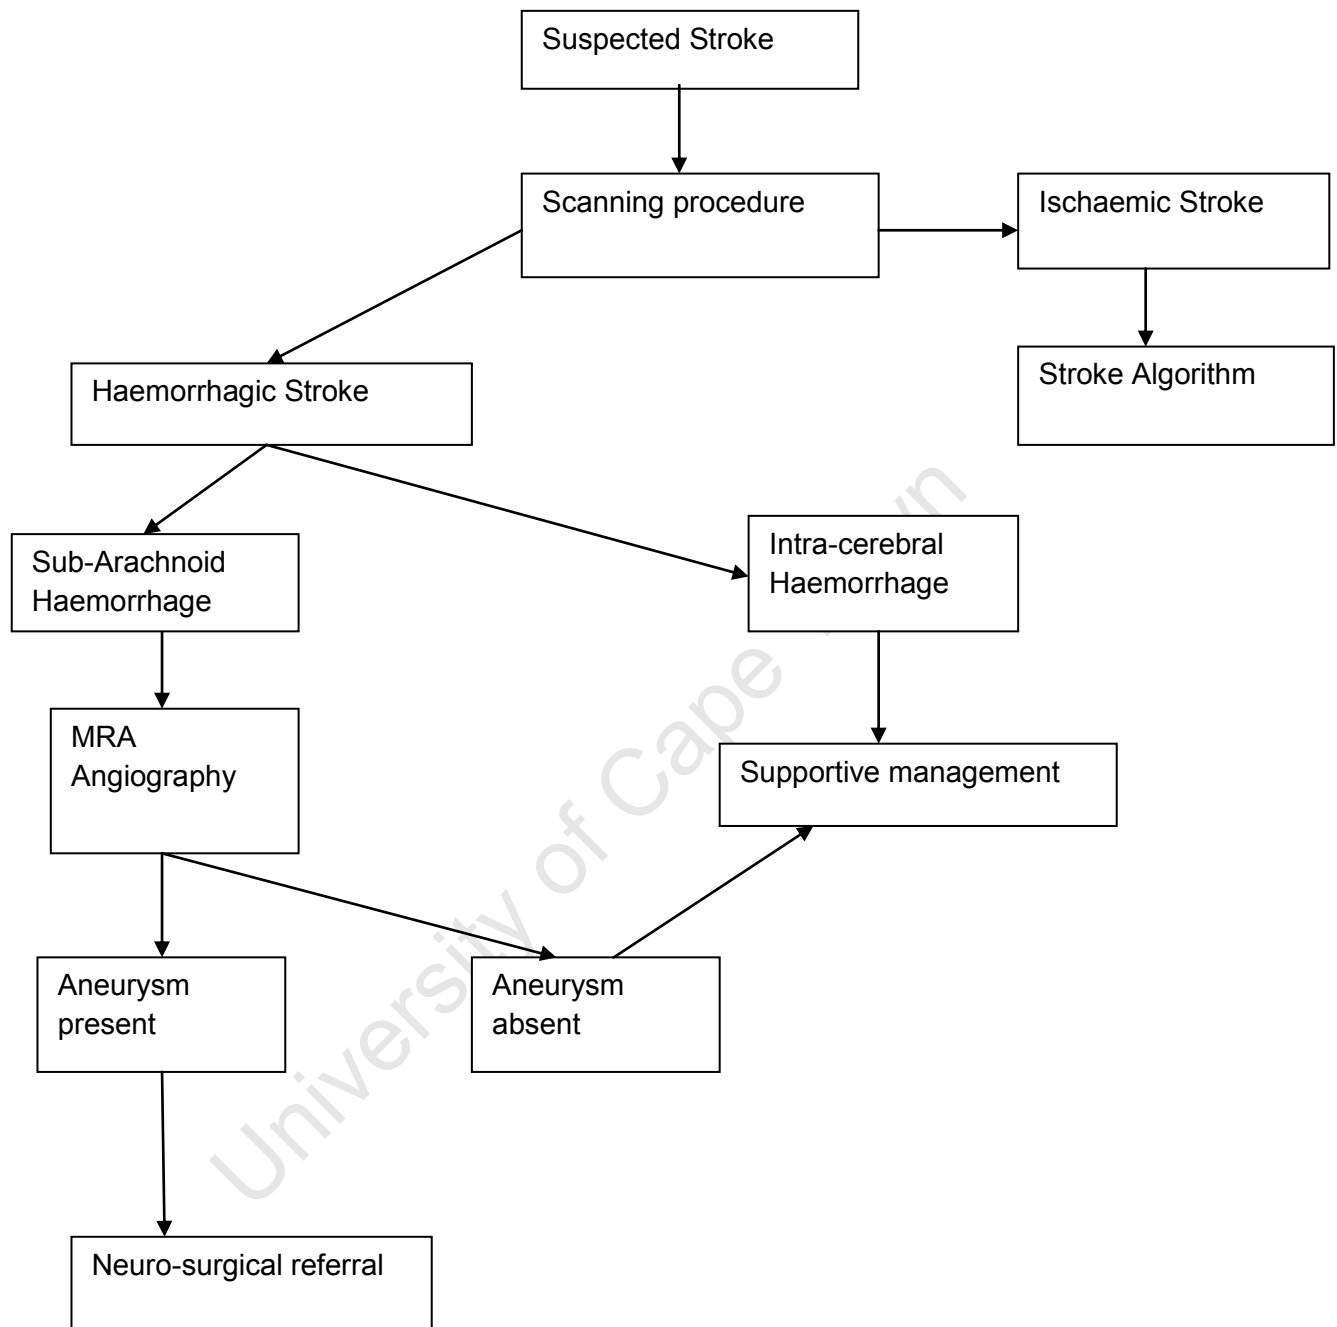 Suspected Stroke
Scanning procedure
Ischaemic Stroke
Haemorrhagic Stroke
Stroke Algorithm
Sub-Arachnoid
Haemorrhage
Intra-cerebral
Haemorrhage
MRA
Angiography
Supportive management
Aneurysm
present
Aneurysm
absent
Neuro-surgical referral
University of Cape